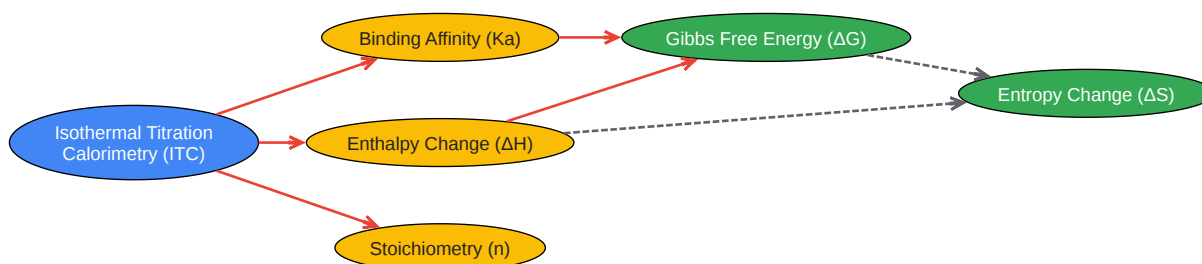 Binding Affinity (Ka)
Gibbs Free Energy (ΔG)
Entropy Change (ΔS)
Isothermal Titration
Calorimetry (ITC)
Enthalpy Change (ΔH)
Stoichiometry (n)